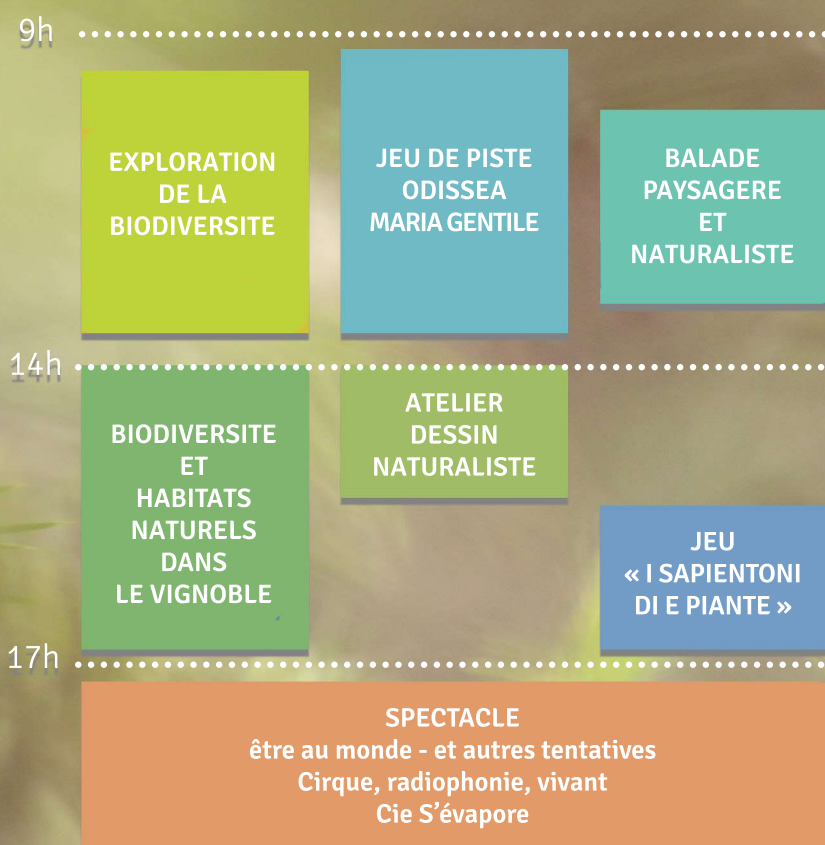 9h
EXPLORATION
DE LA
BIODIVERSITE
JEU DE PISTE
ODISSEA
MARIA GENTILE
BALADE
PAYSAGERE
ET
NATURALISTE
14h
BIODIVERSITE
ET
HABITATS
NATURELS
DANS
LE VIGNOBLE
ATELIER
DESSIN
NATURALISTE
JEU
« I SAPIENTONI
DI E PIANTE »
17h
SPECTACLE
être au monde - et autres tentatives
Cirque, radiophonie, vivant
Cie S’évapore